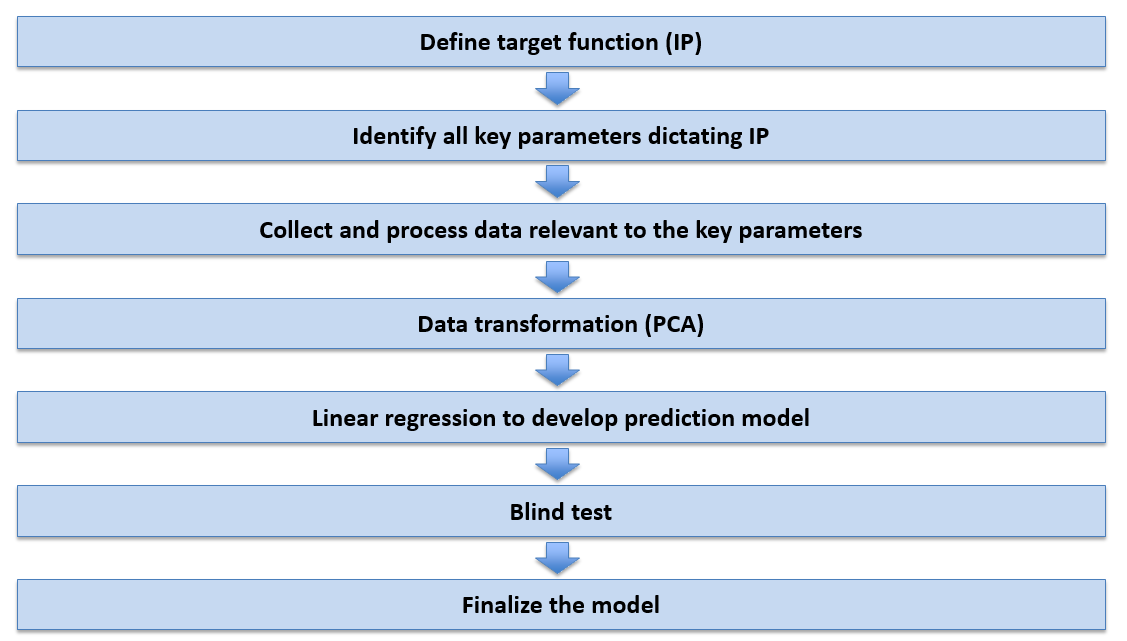 Define target function (IP)
Identify all key parameters dictating IP
Collect and process data relevant to the key parameters
Data transformation (PCA)
Linear regression to develop prediction model
Blind test
Finalize the model